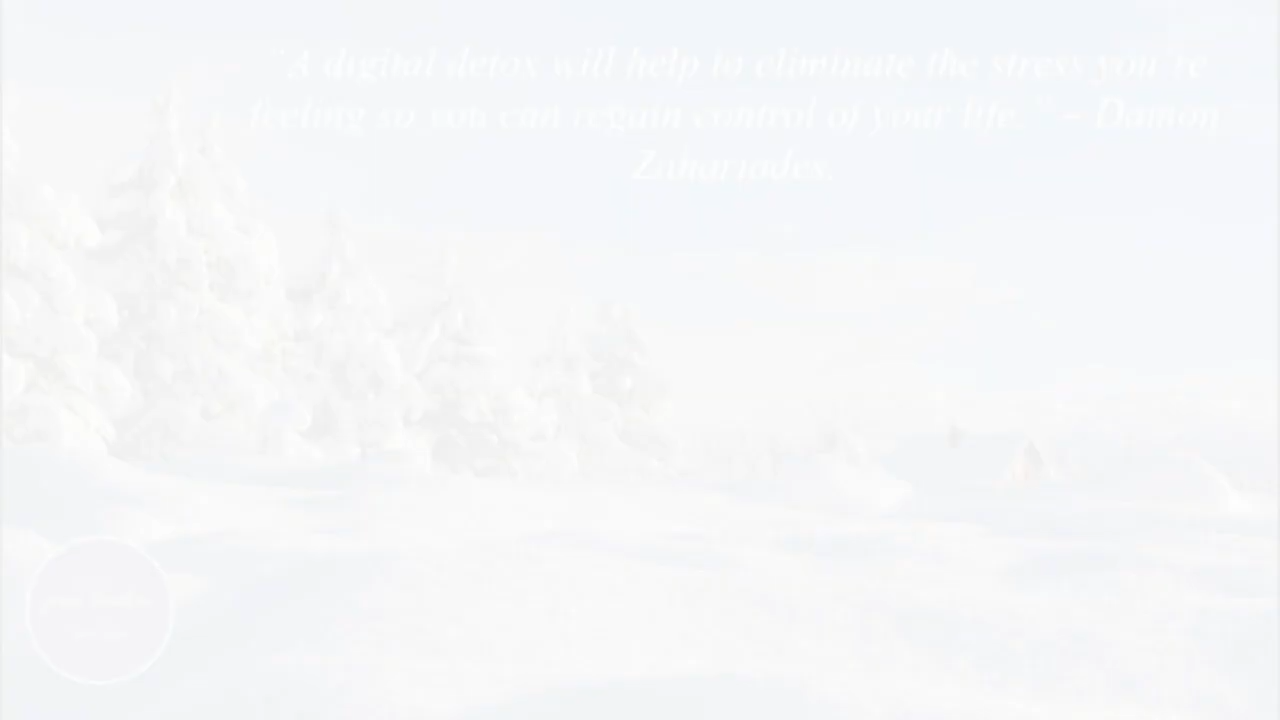 "A digital detox will help to eliminate the stress you're
feeling so you can regain control of your life." – Damon
Zahariades.